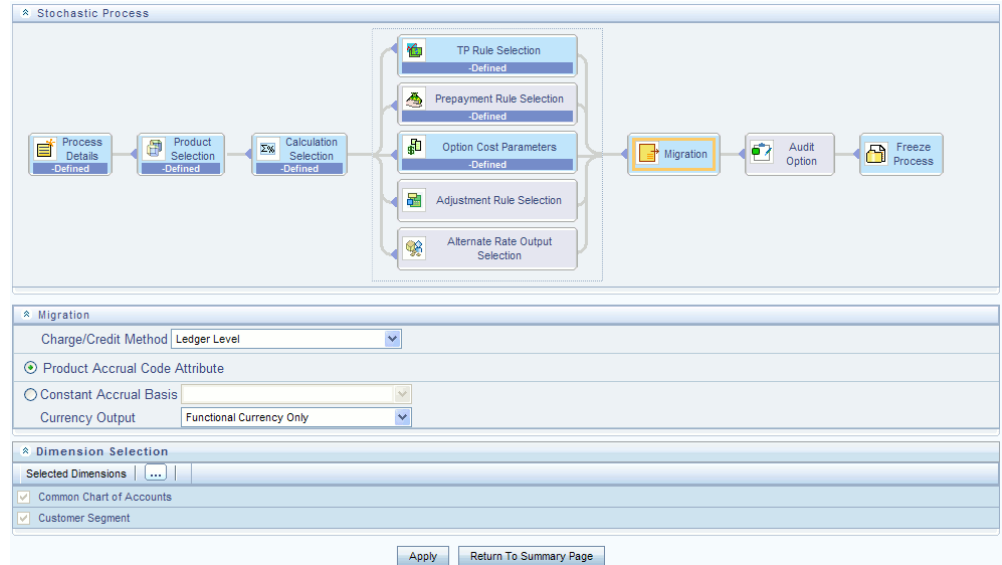 Stochastic Process
TP Rule Selection
-Defined
Prepayment Rule Selection
-Defined
Process
Details
-Defined
Product
Selection
-Defined
Σ%
Calculation
Selection
-Defined
Option Cost Parameters
-Defined
Migration
Audit
Option
Freeze
Process
Adjustment Rule Selection
Alternate Rate Output
Selection
Migration
Charge/Credit Method Ledger Level
Product Accrual Code Attribute
Constant Accrual Basis
Currency Output Functional Currency Only
Dimension Selection
Selected Dimensions ...
Common Chart of Accounts
Customer Segment
Apply Return To Summary Page